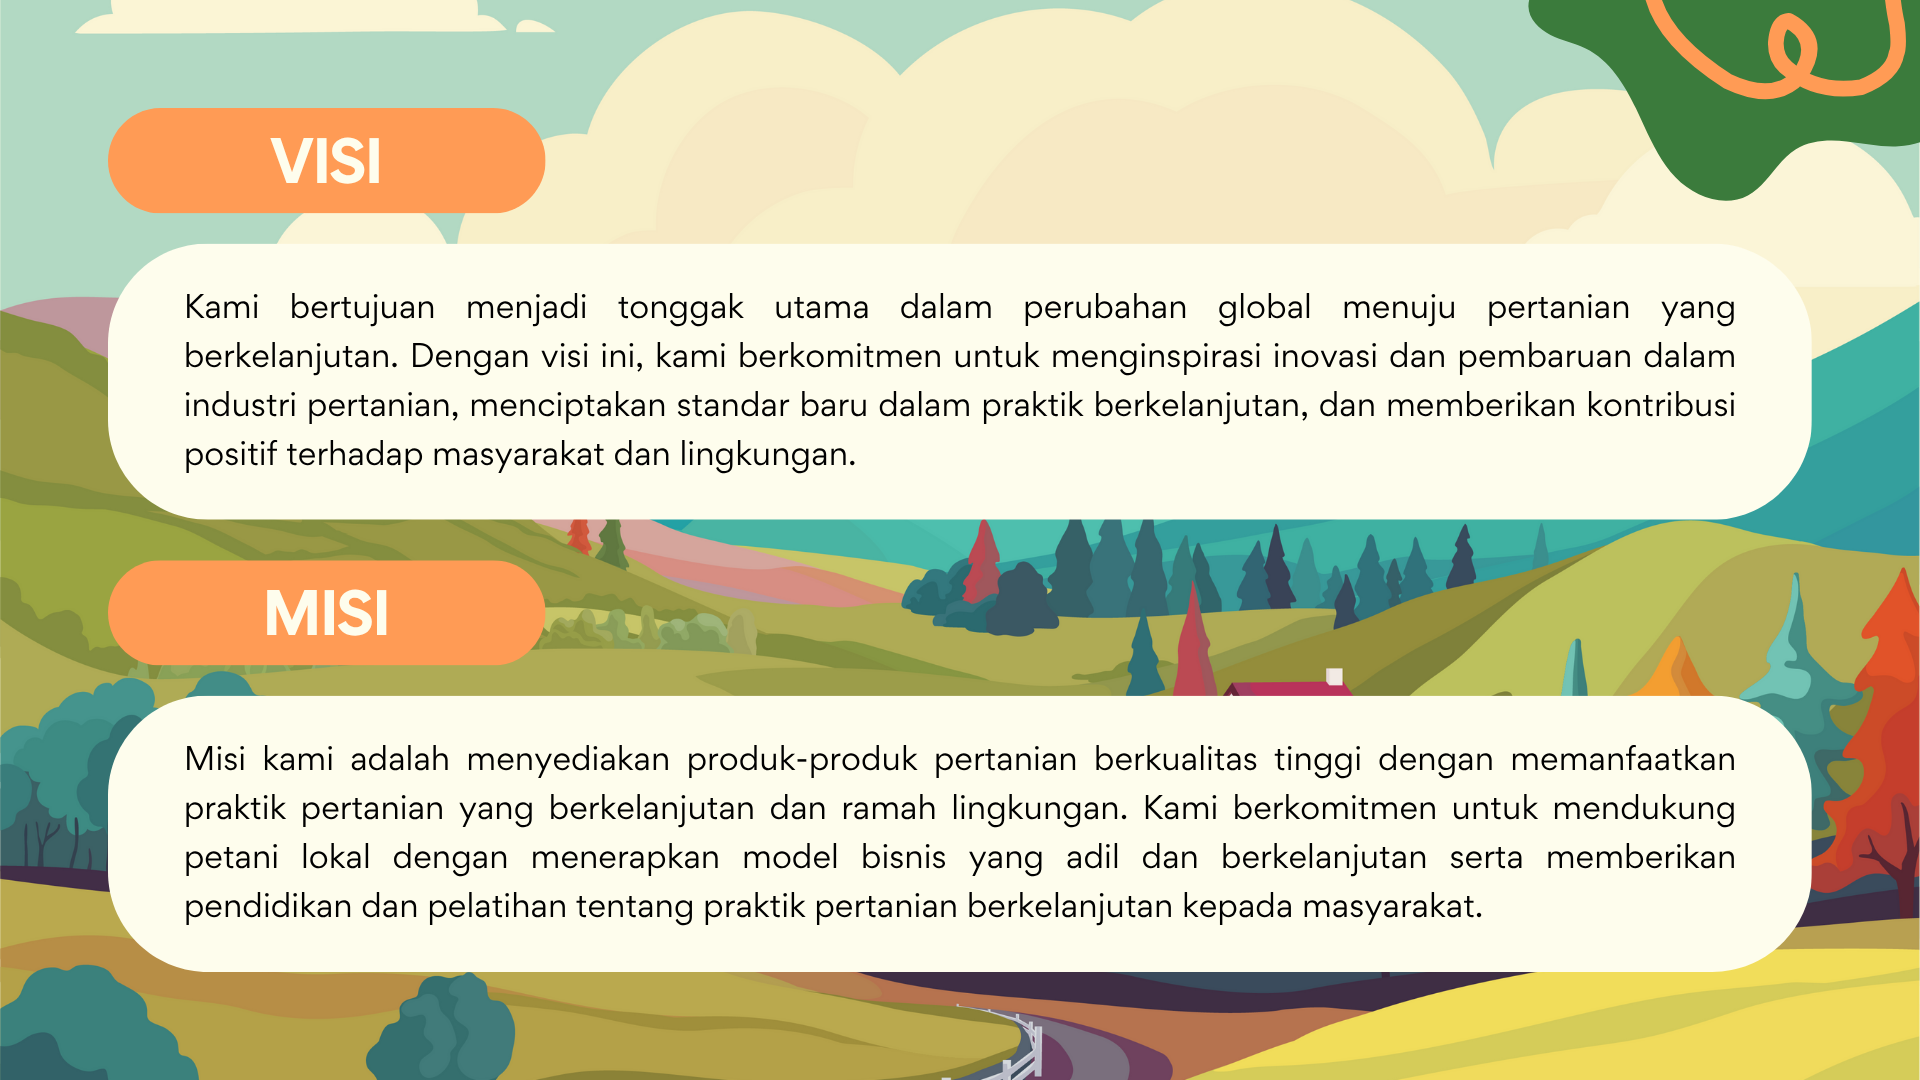 VISI
Kami bertujuan menjadi tonggak utama dalam perubahan global menuju pertanian yang
berkelanjutan. Dengan visi ini, kami berkomitmen untuk menginspirasi inovasi dan pembaruan dalam
industri pertanian, menciptakan standar baru dalam praktik berkelanjutan, dan memberikan kontribusi
positif terhadap masyarakat dan lingkungan.
MISI
Misi kami adalah menyediakan produk-produk pertanian berkualitas tinggi dengan memanfaatkan
praktik pertanian yang berkelanjutan dan ramah lingkungan. Kami berkomitmen untuk mendukung
petani lokal dengan menerapkan model bisnis yang adil dan berkelanjutan serta memberikan
pendidikan dan pelatihan tentang praktik pertanian berkelanjutan kepada masyarakat.